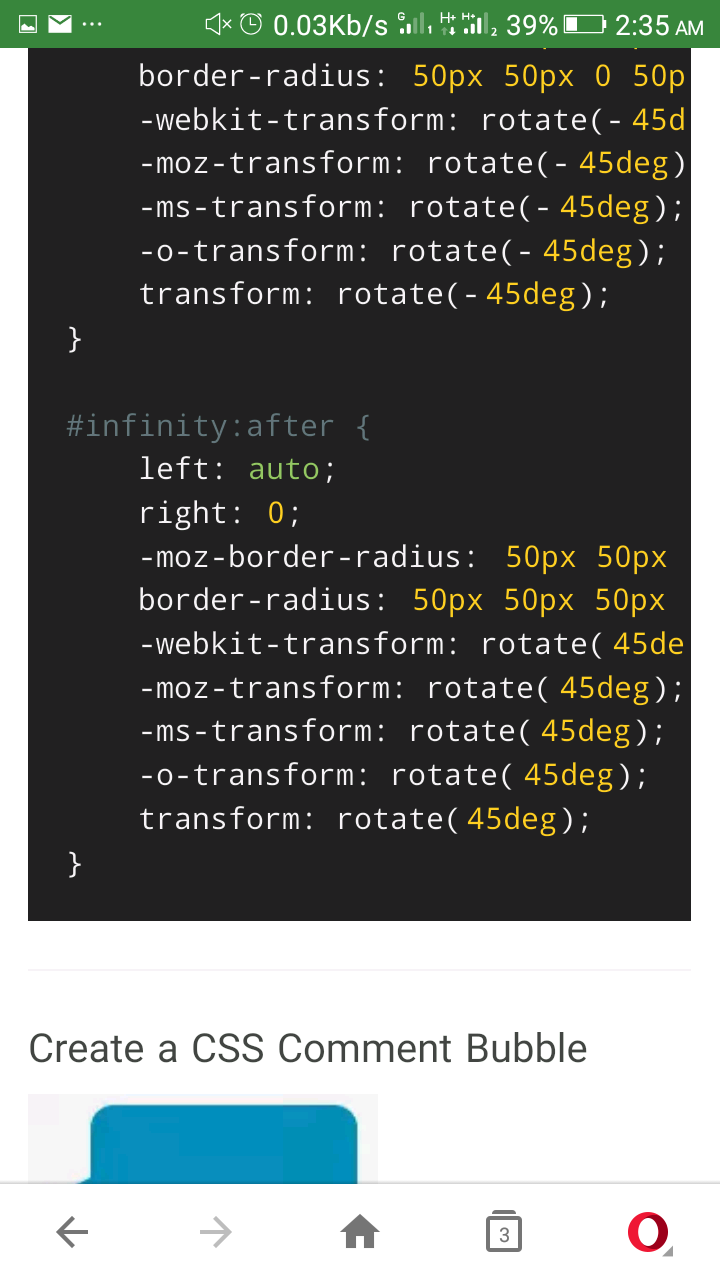 0.03Kb/s G 1 H+ H+ 2 39% 2:35 AM
border-radius: 50px 50px 0 50p
-webkit-transform: rotate(-45d
-moz-transform: rotate(-45deg)
-ms-transform: rotate(-45deg);
-o-transform: rotate(-45deg);
transform: rotate(-45deg);
}
#infinity:after {
left: auto;
right: 0;
-moz-border-radius: 50px 50px
border-radius: 50px 50px 50px
-webkit-transform: rotate(45de
-moz-transform: rotate(45deg);
-ms-transform: rotate(45deg);
-o-transform: rotate(45deg);
transform: rotate(45deg);
}
Create a CSS Comment Bubble
3